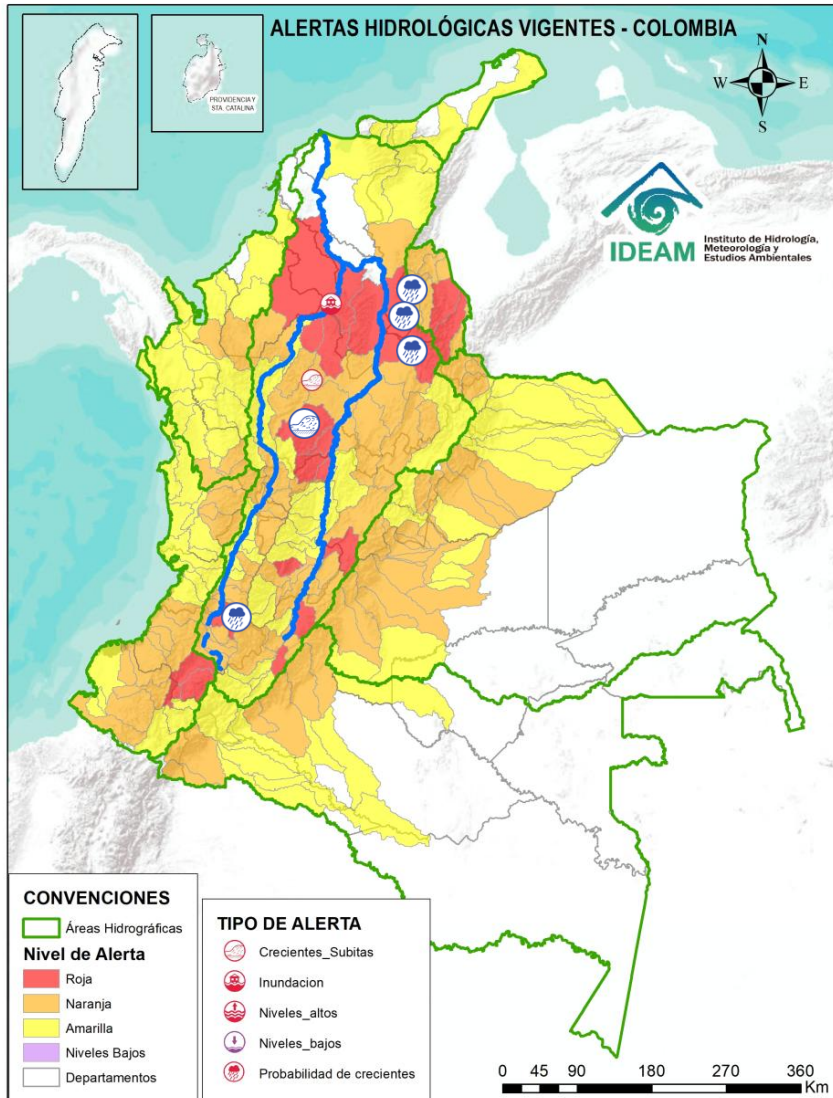 ALERTAS HIDROLÓGICAS VIGENTES - COLOMBIA
PROVIDENCIA Y
STA. CATALINA
N
W
E
S
IDEAM
Instituto de Hidrología,
Meteorología y
Estudios Ambientales
CONVENCIONES
Áreas Hidrográficas
Nivel de Alerta
Roja
Naranja
Amarilla
Niveles Bajos
Departamentos
TIPO DE ALERTA
Crecientes_Subitas
Inundacion
Niveles_altos
Niveles_bajos
Probabilidad de crecientes
0 45 90 180 270 360
Km